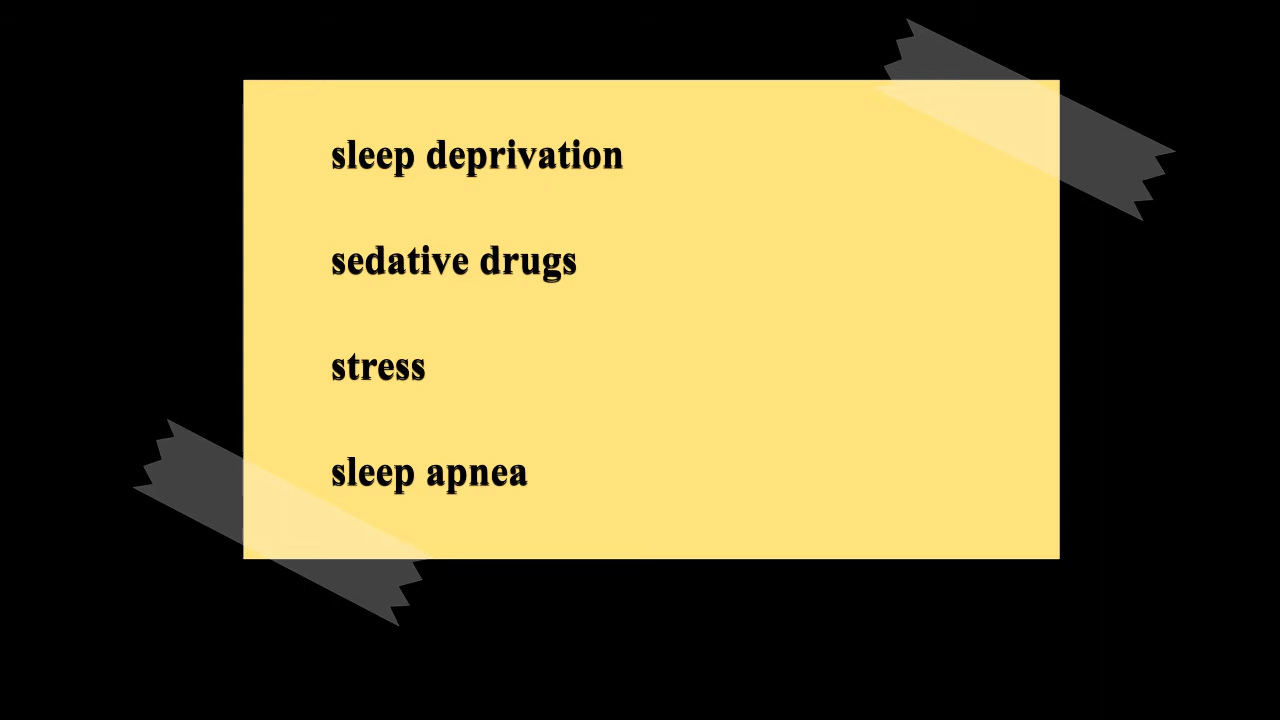 sleep deprivation
sedative drugs
stress
sleep apnea